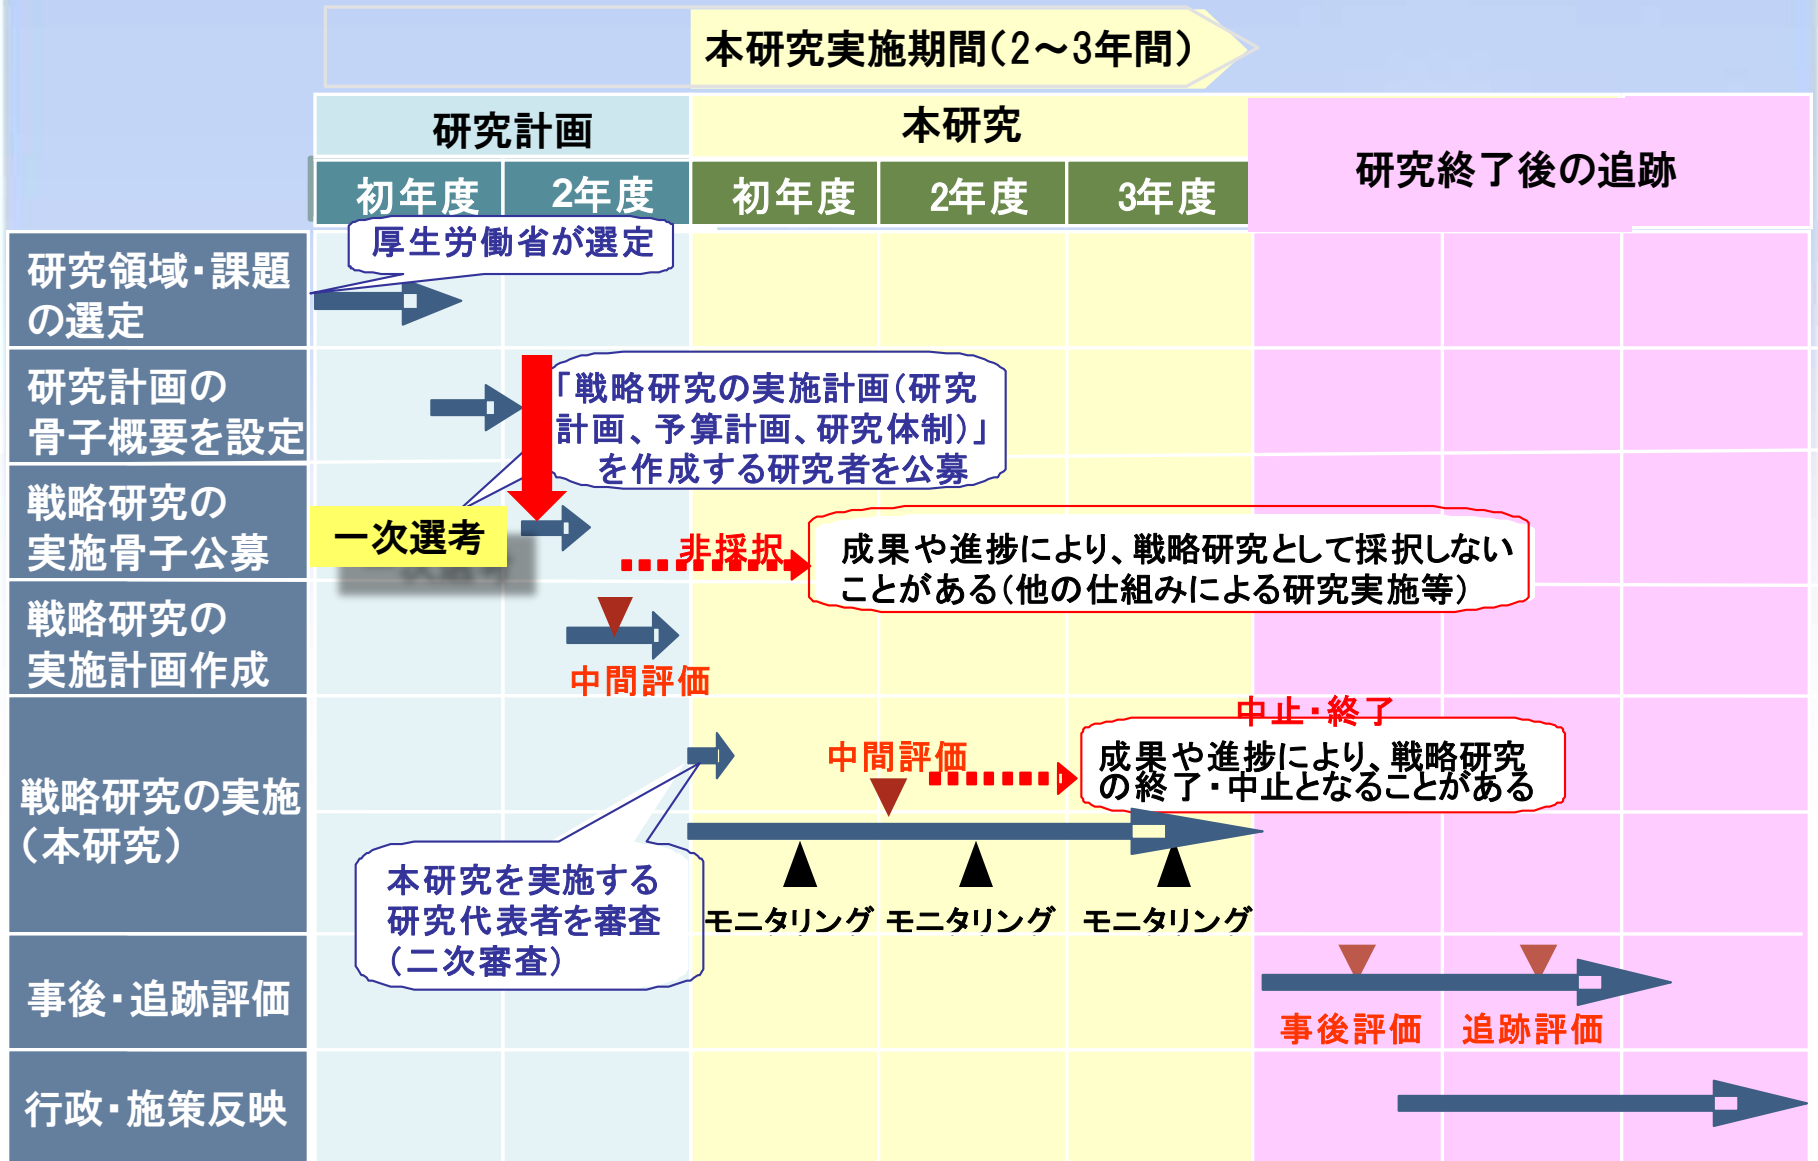 本研究実施期間(2～3年間)
研究計画
本研究
研究終了後の追跡
初年度
2年度
初年度
2年度
3年度
研究領域・課題
の選定
厚生労働省が選定
研究計画の
骨子概要を設定
「戦略研究の実施計画(研究
計画、予算計画、研究体制)」
を作成する研究者を公募
戦略研究の
実施骨子公募
一次選考
非採択
成果や進捗により、戦略研究として採択しない
ことがある(他の仕組みによる研究実施等)
戦略研究の
実施計画作成
中間評価
戦略研究の実施
(本研究)
中間評価
中止・終了
成果や進捗により、戦略研究
の終了・中止となることがある
本研究を実施する
研究代表者を審査
(二次審査)
モニタリング
モニタリング
モニタリング
事後・追跡評価
事後評価
追跡評価
行政・施策反映